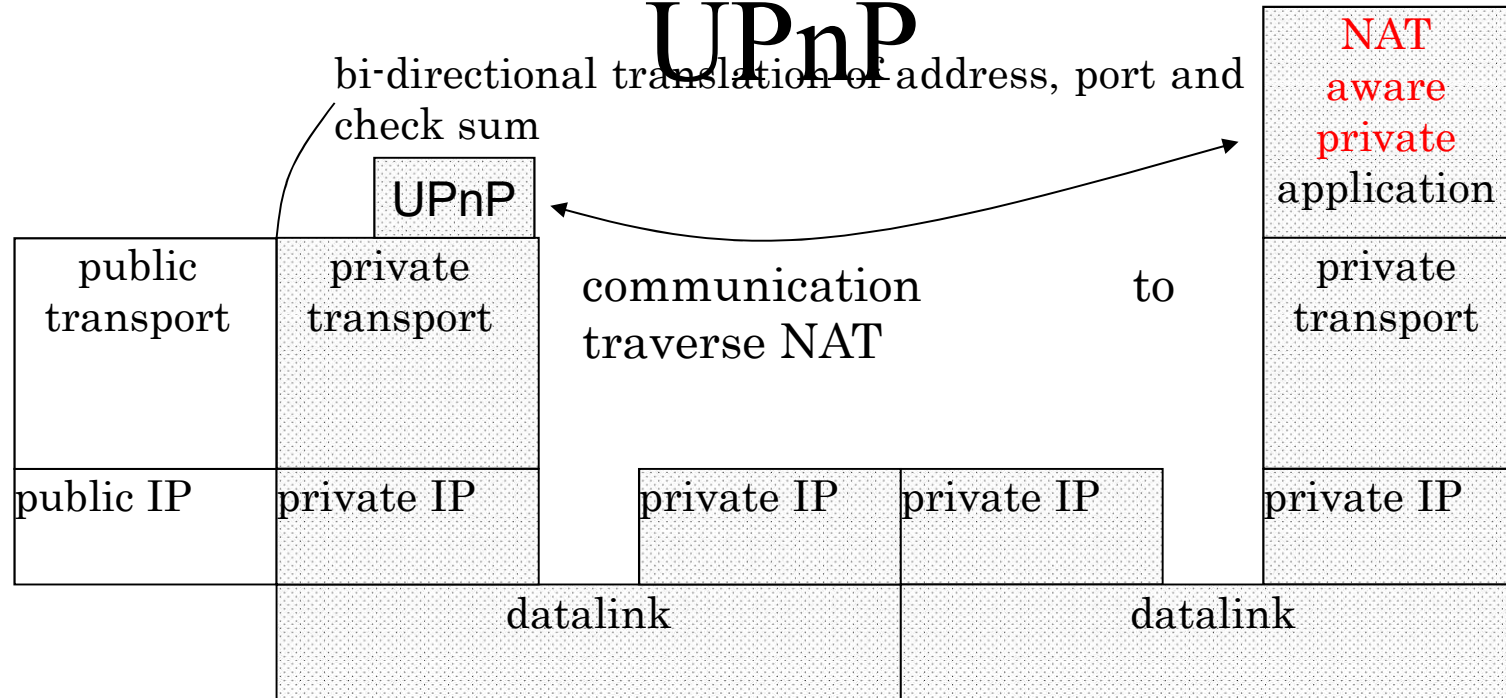 UPnP
bi-directional translation of address, port and
check sum
NAT
aware
private
application
UPnP
public
transport
private
transport
communication to
traverse NAT
private
transport
public IP
private IP
private IP
private IP
private IP
datalink
datalink